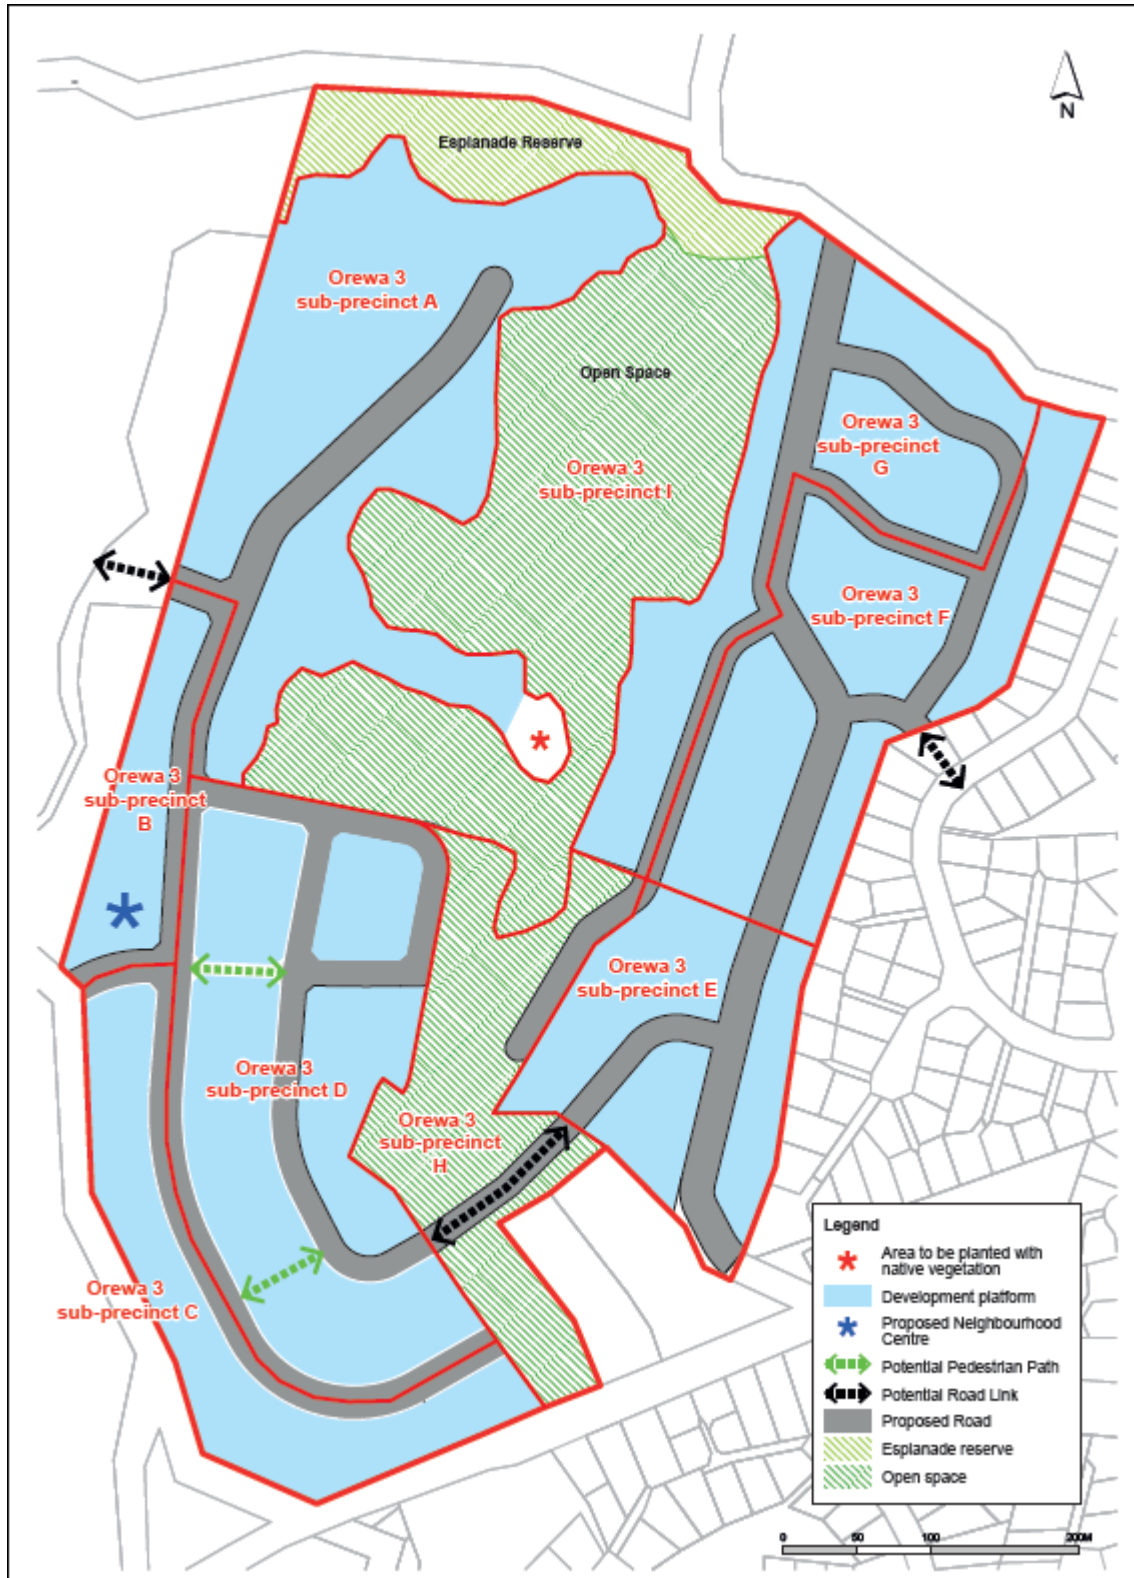 N
Esplanade Reserve
Orewa 3
sub-precinct A
Open Space
Orewa 3
sub-precinct
G
Orewa 3
sub-precinct I
Orewa 3
sub-precinct F
Orewa 3
sub-precinct
B
Orewa 3
sub-precinct E
Orewa 3
sub-precinct D
Orewa 3
sub-precinct
H
Orewa 3
sub-precinct C
Legend
Area to be planted with
native vegetation
Development platform
Proposed Neighbourhood
Centre
Potential Pedestrian Path
Potential Road Link
Proposed Road
Esplanade reserve
Open space
0 50 100 200M